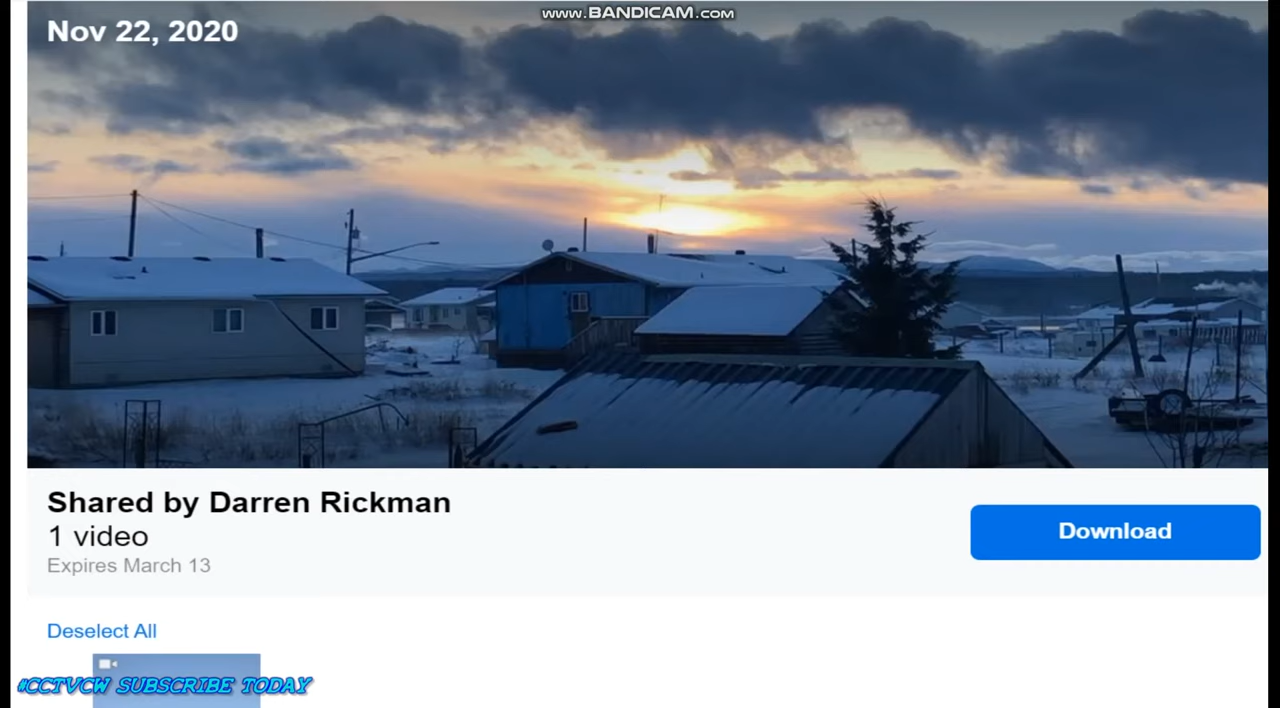 www.BANDICAM.com
Nov 22, 2020
Shared by Darren Rickman
1 video
Expires March 13
Download
Deselect All
#CCTVCW SUBSCRIBE TODAY